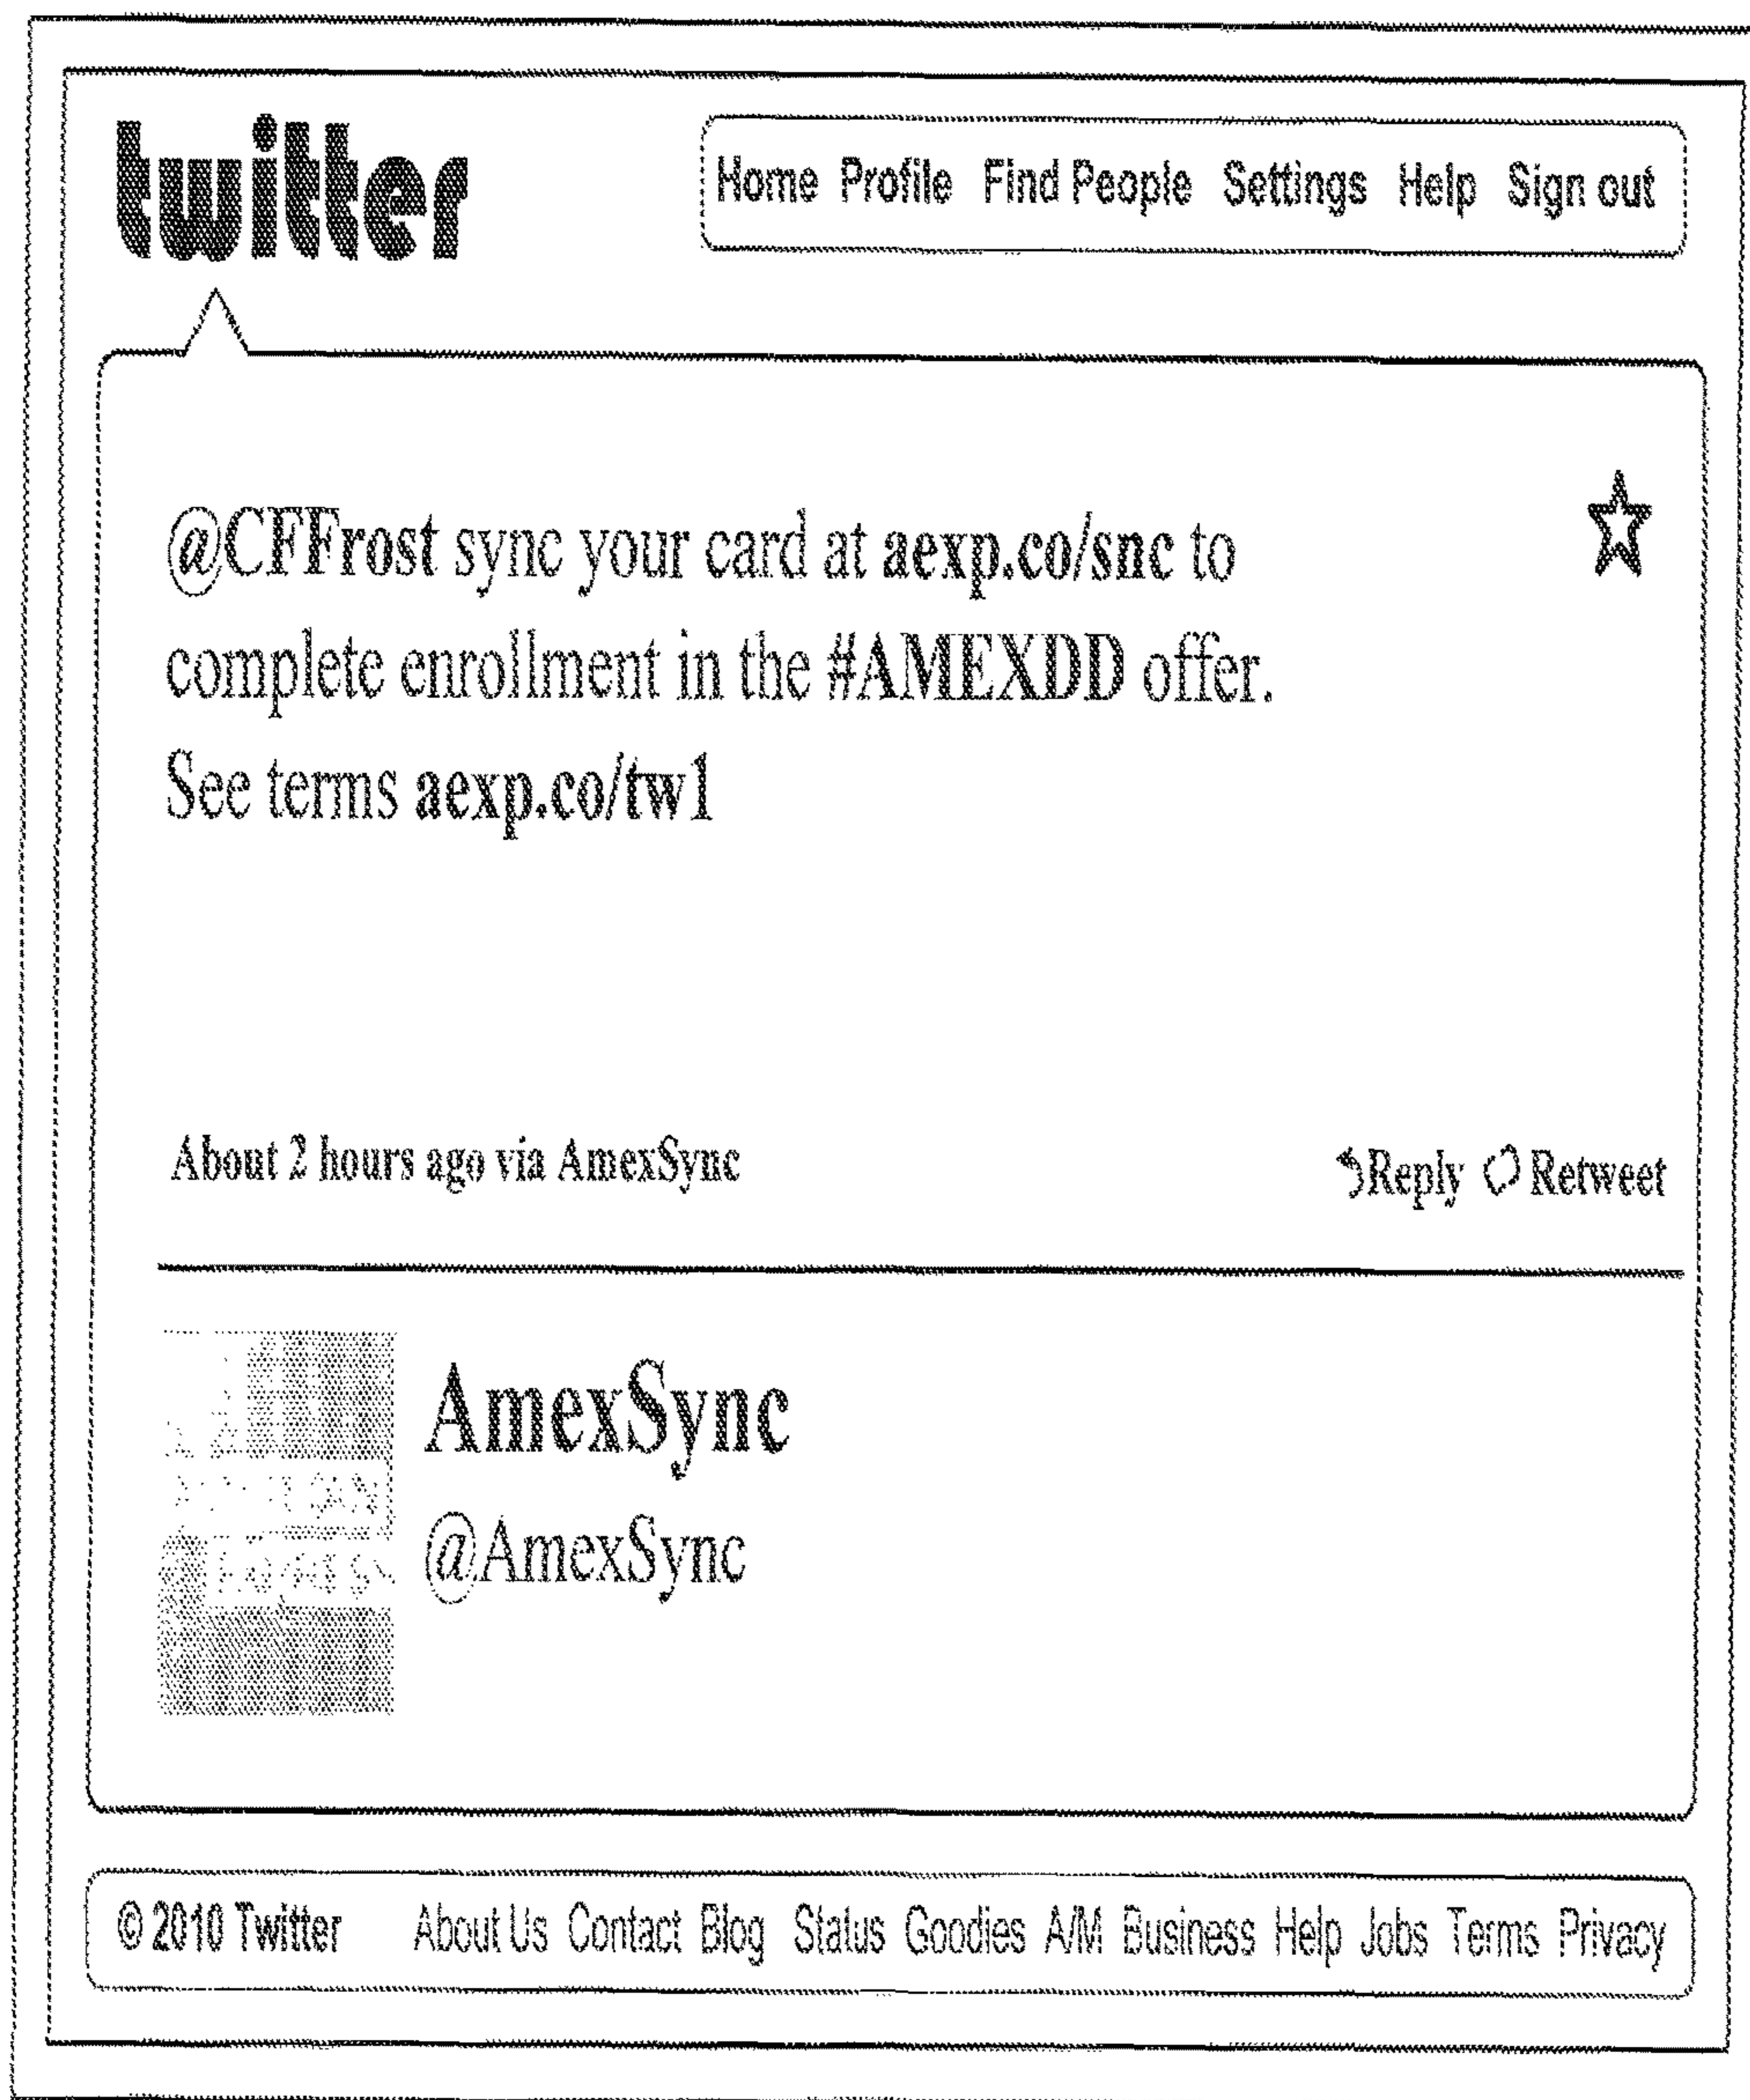 twitter
Home Profile Find People Settings Help Sign out
@CFFrost sync your card at aexp.co/snc to
complete enrollment in the #AMEXDD offer.
See terms aexp.co/tw1
About 2 hours ago via AmexSync
Reply Retweet
AmexSync
@AmexSync
© 2010 Twitter About Us Contact Blog Status Goodies A/M Business Help Jobs Terms Privacy